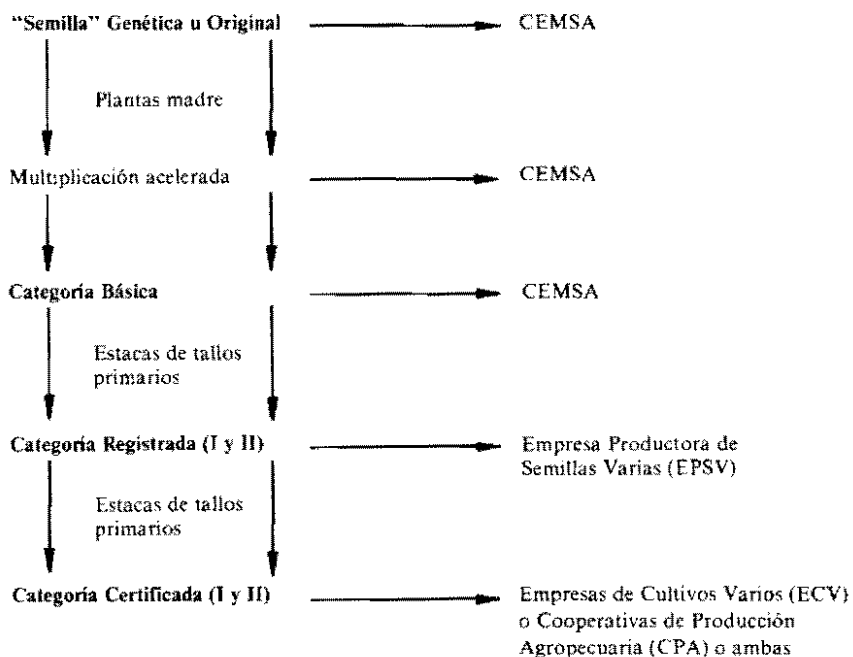 “Semilla” Genética u Original
CEMSA
Plantas madre
Multiplicación acelerada
CEMSA
Categoría Básica
CEMSA
Estacas de tallos
primarios
Categoría Registrada (I y II)
Empresa Productora de
Semillas Varias (EPSV)
Estacas de tallos
primarios
Categoría Certificada (I y II)
Empresas de Cultivos Varios (ECV)
o Cooperativas de Producción
Agropecuaria (CPA) o ambas